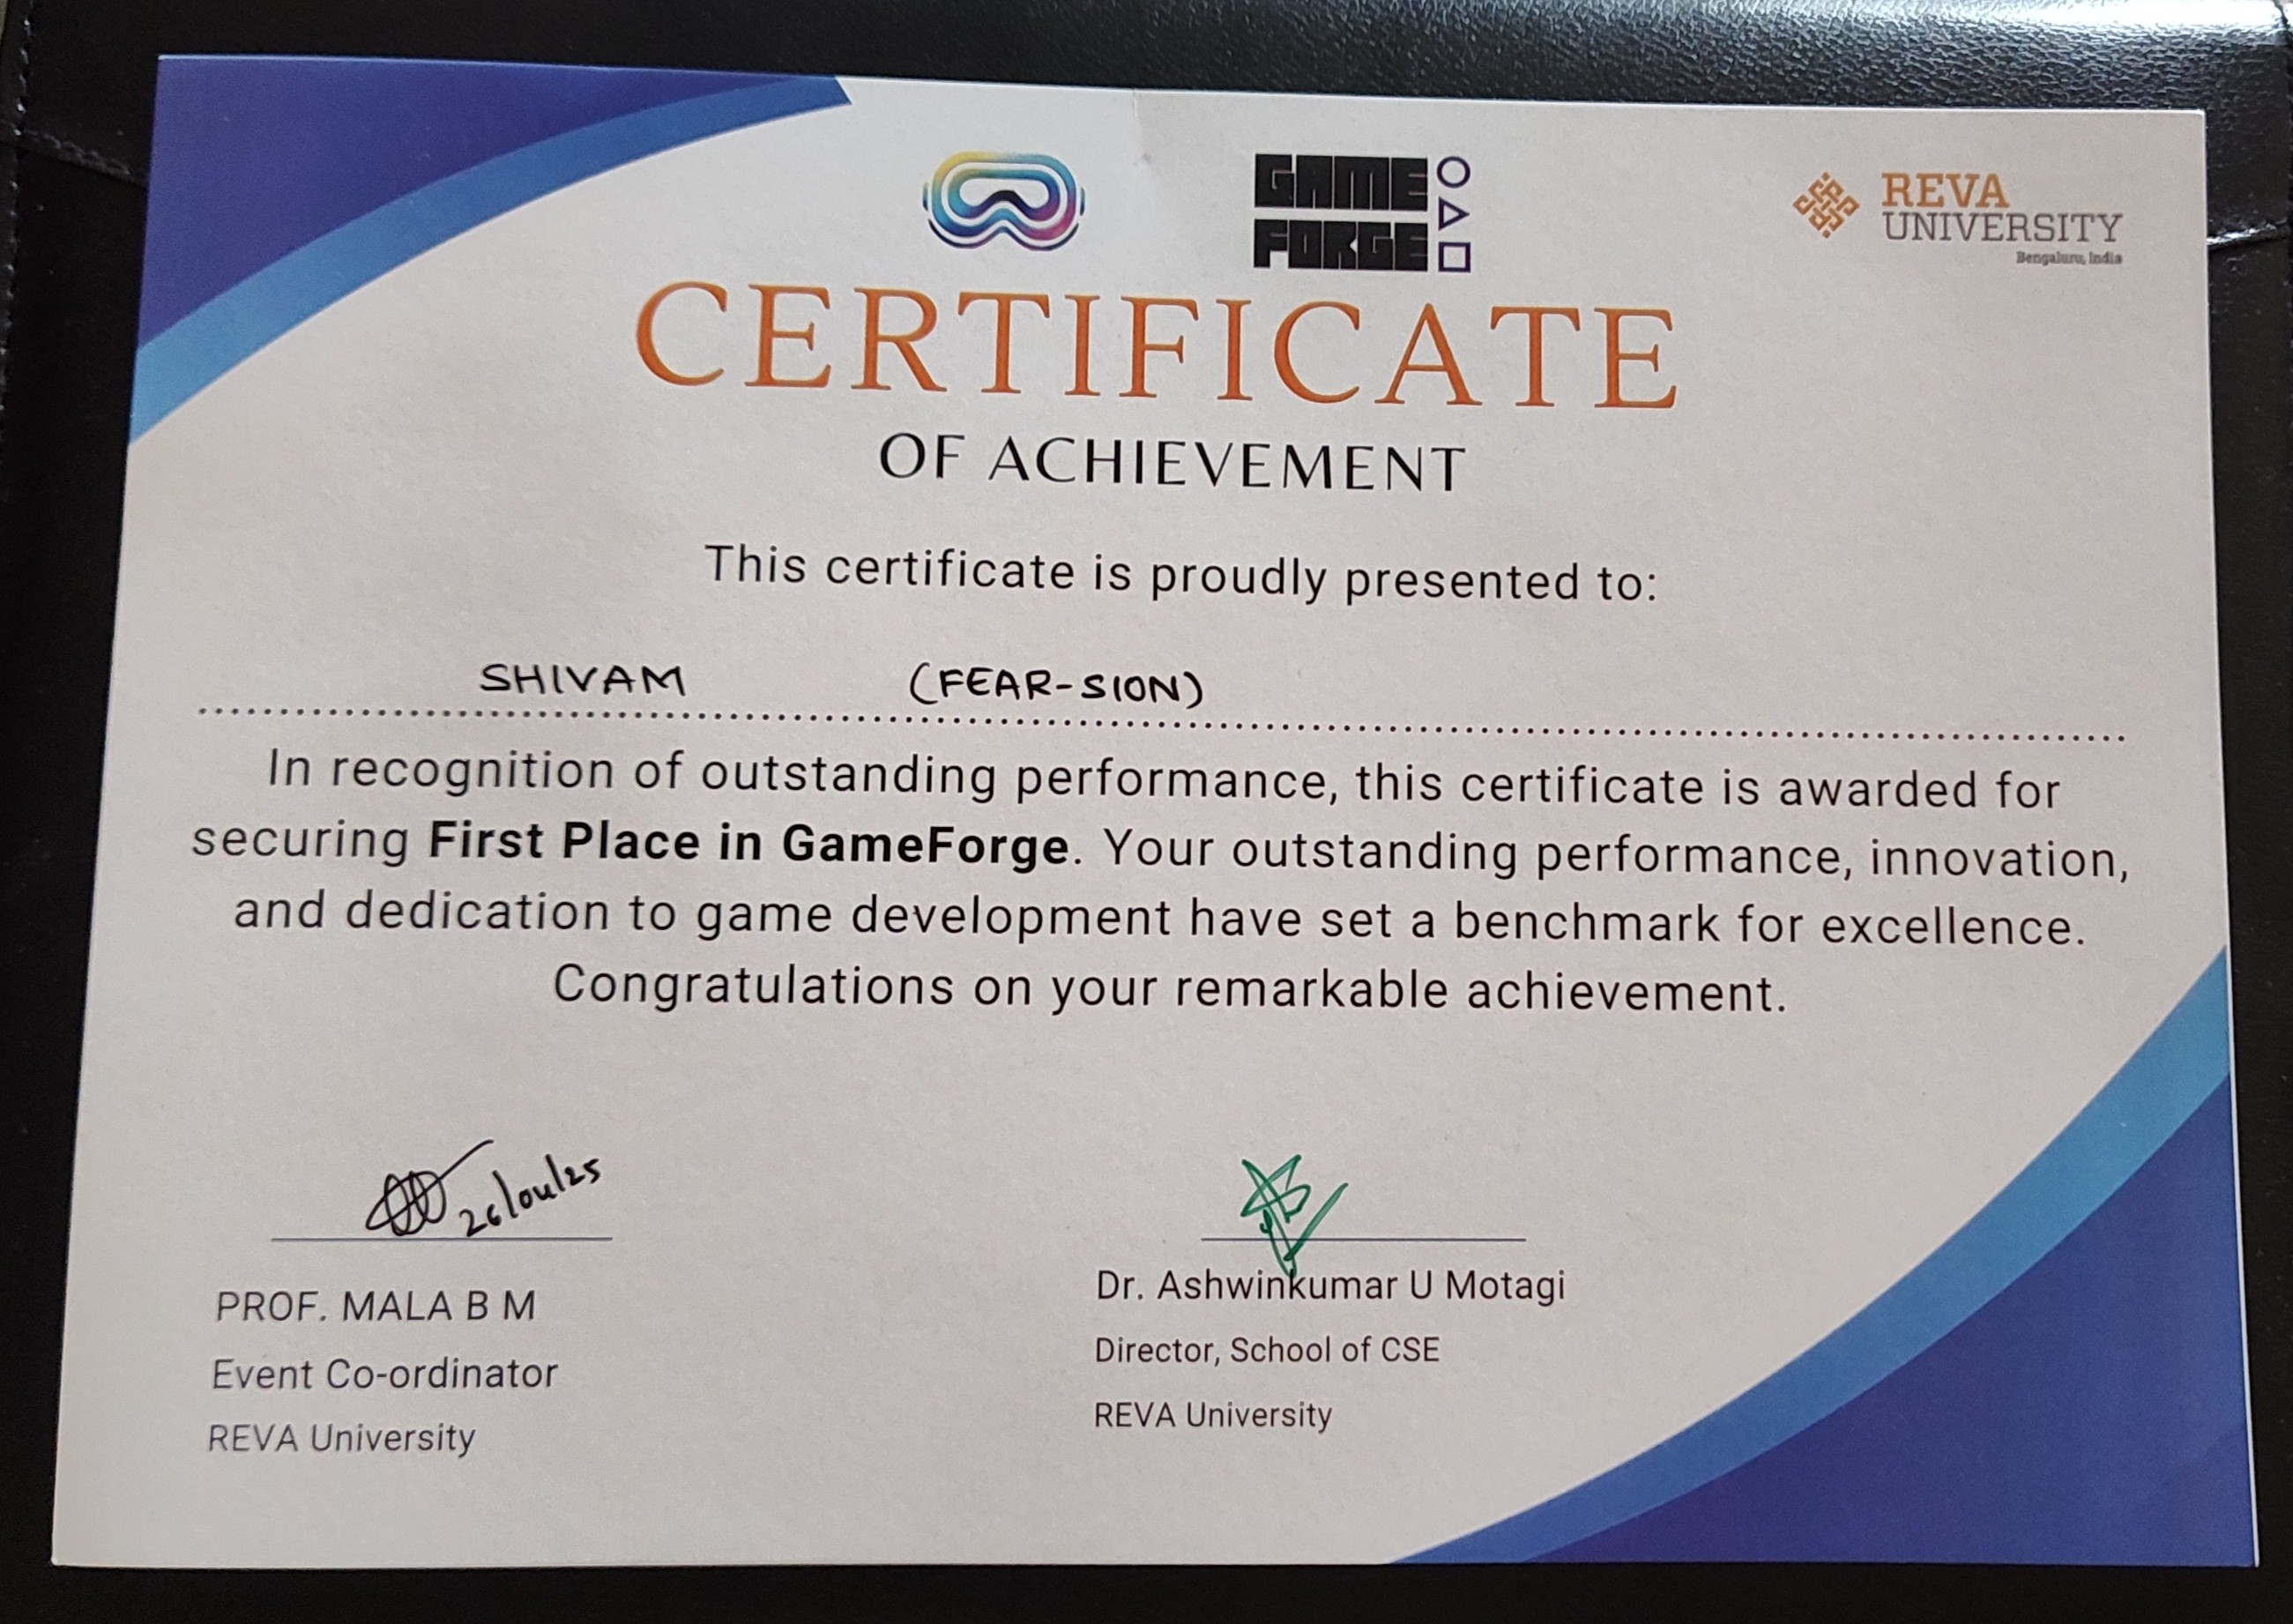 GAME
FORGE
REVA
UNIVERSITY
Bengaluru, India
CERTIFICATE
OF ACHIEVEMENT
This certificate is proudly presented to:
SHIVAM (FEAR-SION)
In recognition of outstanding performance, this certificate is awarded for
securing First Place in GameForge. Your outstanding performance, innovation,
and dedication to game development have set a benchmark for excellence.
Congratulations on your remarkable achievement.
26/04/25
PROF. MALA B M
Event Co-ordinator
REVA University
Dr. Ashwinkumar U Motagi
Director, School of CSE
REVA University